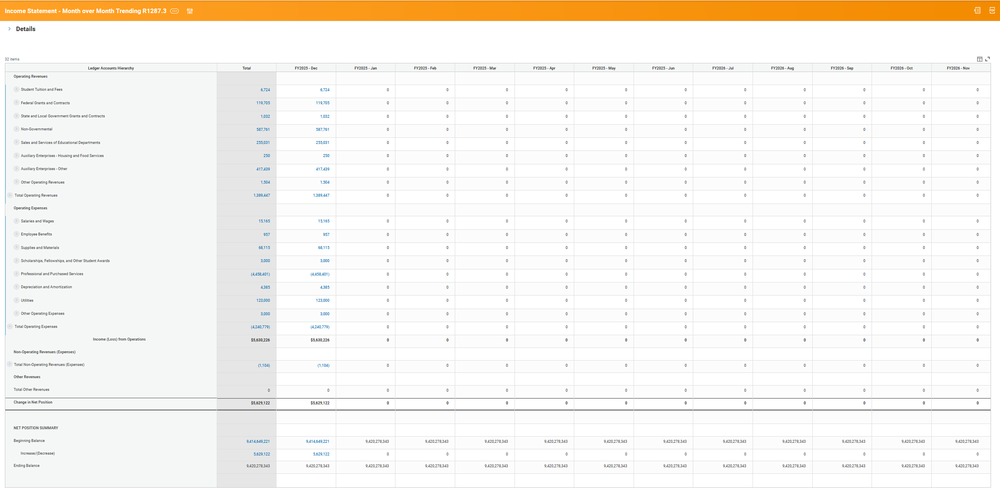 Income Statement - Month over Month Trending R1287.3
PDF
Details
32 items
Ledger Accounts Hierarchy Total FY2025 - Dec FY2025 - Jan FY2025 - Feb FY2025 - Mar FY2025 - Apr FY2025 - May FY2025 - Jun FY2026 - Jul FY2026 - Aug FY2026 - Sep FY2026 - Oct FY2026 - Nov
Operating Revenues
Student Tuition and Fees 6,724 6,724 0 0 0 0 0 0 0 0 0 0 0
Federal Grants and Contracts 119,705 119,705 0 0 0 0 0 0 0 0 0 0 0
State and Local Government Grants and Contracts 1,032 1,032 0 0 0 0 0 0 0 0 0 0 0
Non-Governmental 587,761 587,761 0 0 0 0 0 0 0 0 0 0 0
Sales and Services of Educational Departments 255,031 255,031 0 0 0 0 0 0 0 0 0 0 0
Auxiliary Enterprises - Housing and Food Services 250 250 0 0 0 0 0 0 0 0 0 0 0
Auxiliary Enterprises - Other 417,439 417,439 0 0 0 0 0 0 0 0 0 0 0
Other Operating Revenues 1,504 1,504 0 0 0 0 0 0 0 0 0 0 0
Total Operating Revenues 1,389,447 1,389,447 0 0 0 0 0 0 0 0 0 0 0
Operating Expenses
Salaries and Wages 15,165 15,165 0 0 0 0 0 0 0 0 0 0 0
Employee Benefits 957 957 0 0 0 0 0 0 0 0 0 0 0
Supplies and Materials 68,115 68,115 0 0 0 0 0 0 0 0 0 0 0
Scholarships, Fellowships, and Other Student Awards 3,000 3,000 0 0 0 0 0 0 0 0 0 0 0
Professional and Purchased Services (4,458,401) (4,458,401) 0 0 0 0 0 0 0 0 0 0 0
Depreciation and Amortization 4,385 4,385 0 0 0 0 0 0 0 0 0 0 0
Utilities 123,000 123,000 0 0 0 0 0 0 0 0 0 0 0
Other Operating Expenses 3,000 3,000 0 0 0 0 0 0 0 0 0 0 0
Total Operating Expenses (4,240,779) (4,240,779) 0 0 0 0 0 0 0 0 0 0 0
Income (Loss) from Operations $5,630,226 $5,630,226 0 0 0 0 0 0 0 0 0 0 0
Non-Operating Revenues (Expenses)
Total Non-Operating Revenues (Expenses) (1,104) (1,104) 0 0 0 0 0 0 0 0 0 0 0
Other Revenues
Total Other Revenues 0 0 0 0 0 0 0 0 0 0 0 0 0
Change in Net Position $5,629,122 $5,629,122 0 0 0 0 0 0 0 0 0 0 0
NET POSITION SUMMARY
Beginning Balance 9,414,649,221 9,414,649,221 9,420,278,343 9,420,278,343 9,420,278,343 9,420,278,343 9,420,278,343 9,420,278,343 9,420,278,343 9,420,278,343 9,420,278,343 9,420,278,343 9,420,278,343
Increase/(Decrease) 5,629,122 5,629,122 0 0 0 0 0 0 0 0 0 0 0
Ending Balance 9,420,278,343 9,420,278,343 9,420,278,343 9,420,278,343 9,420,278,343 9,420,278,343 9,420,278,343 9,420,278,343 9,420,278,343 9,420,278,343 9,420,278,343 9,420,278,343 9,420,278,343